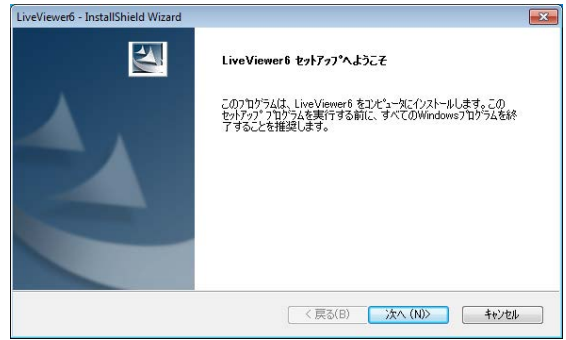 LiveViewer6 - InstallShield Wizard
LiveViewer6 ｾｯﾄｱｯﾌﾟへようこそ
このﾌﾟﾛｸﾞﾗﾑは、LiveViewer6 をｺﾝﾋﾟｭｰﾀにインストールします。この
ｾｯﾄｱｯﾌﾟ ﾌﾟﾛｸﾞﾗﾑを実行する前に、すべてのWindowsﾌﾟﾛｸﾞﾗﾑを終
了することを推奨します。
< 戻る(B)
次へ (N)>
ｷｬﾝｾﾙ